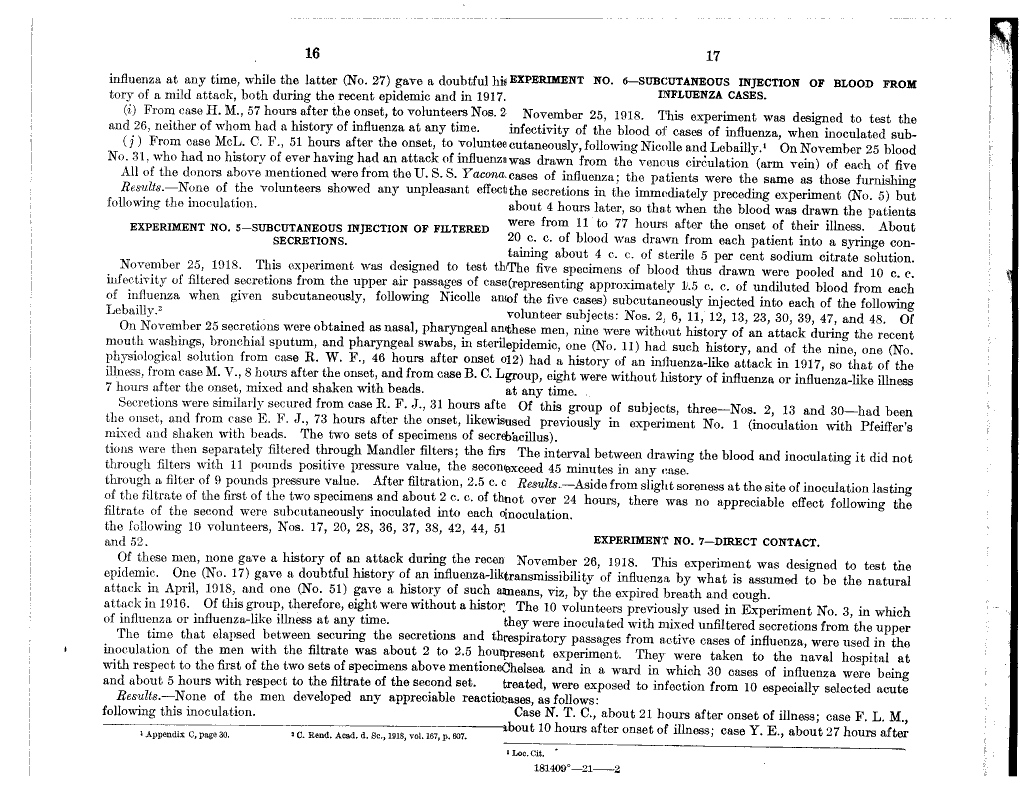 16
influenza at any time, while the latter (No. 27) gave a doubtful his
tory of a mild attack, both during the recent epidemic and in 1917.
(i) From case H. M., 57 hours after the onset, to volunteers Nos. 2
and 26, neither of whom had a history of influenza at any time.
(j) From case McL. C. F., 51 hours after the onset, to voluntee
No. 31, who had no history of ever having had an attack of influenza
All of the donors above mentioned were from the U. S. S. Yacona.
Results.—None of the volunteers showed any unpleasant effect
following the inoculation.
EXPERIMENT NO. 5—SUBCUTANEOUS INJECTION OF FILTERED
SECRETIONS.
November 25, 1918. This experiment was designed to test th
infectivity of filtered secretions from the upper air passages of case
of influenza when given subcutaneously, following Nicolle an
Lebailly.²
On November 25 secretions were obtained as nasal, pharyngeal an
mouth washings, bronchial sputum, and pharyngeal swabs, in steril
physiological solution from case R. W. F., 46 hours after onset o
illness, from case M. V., 8 hours after the onset, and from case B. C. L
7 hours after the onset, mixed and shaken with beads.
Secretions were similarly secured from case R. F. J., 31 hours afte
the onset, and from case E. F. J., 73 hours after the onset, likewis
mixed and shaken with beads. The two sets of specimens of secre
tions were then separately filtered through Mandler filters; the firs
through filters with 11 pounds positive pressure value, the secon
through a filter of 9 pounds pressure value. After filtration, 2.5 c. c
of the filtrate of the first of the two specimens and about 2 c. c. of th
filtrate of the second were subcutaneously inoculated into each o
the following 10 volunteers, Nos. 17, 20, 28, 36, 37, 38, 42, 44, 51
and 52.
Of these men, none gave a history of an attack during the recen
epidemic. One (No. 17) gave a doubtful history of an influenza-lik
attack in April, 1918, and one (No. 51) gave a history of such a
attack in 1916. Of this group, therefore, eight were without a histor
of influenza or influenza-like illness at any time.
The time that elapsed between securing the secretions and th
inoculation of the men with the filtrate was about 2 to 2.5 hour
with respect to the first of the two sets of specimens above mentione
and about 5 hours with respect to the filtrate of the second set.
Results.—None of the men developed any appreciable reaction
following this inoculation.
¹ Appendix C, page 30. ² C. Rend. Acad. d. Sc., 1918, vol. 167, p. 607.
17
EXPERIMENT NO. 6—SUBCUTANEOUS INJECTION OF BLOOD FROM
INFLUENZA CASES.
November 25, 1918. This experiment was designed to test the
infectivity of the blood of cases of influenza, when inoculated sub-
cutaneously, following Nicolle and Lebailly.¹ On November 25 blood
was drawn from the venous circulation (arm vein) of each of five
cases of influenza; the patients were the same as those furnishing
the secretions in the immediately preceding experiment (No. 5) but
about 4 hours later, so that when the blood was drawn the patients
were from 11 to 77 hours after the onset of their illness. About
20 c. c. of blood was drawn from each patient into a syringe con-
taining about 4 c. c. of sterile 5 per cent sodium citrate solution.
The five specimens of blood thus drawn were pooled and 10 c. c.
(representing approximately 1.5 c. c. of undiluted blood from each
of the five cases) subcutaneously injected into each of the following
volunteer subjects: Nos. 2, 6, 11, 12, 13, 23, 30, 39, 47, and 48. Of
these men, nine were without history of an attack during the recent
epidemic, one (No. 11) had such history, and of the nine, one (No.
12) had a history of an influenza-like attack in 1917, so that of the
group, eight were without history of influenza or influenza-like illness
at any time.
Of this group of subjects, three—Nos. 2, 13 and 30—had been
used previously in experiment No. 1 (inoculation with Pfeiffer's
bacillus).
The interval between drawing the blood and inoculating it did not
exceed 45 minutes in any case.
Results.—Aside from slight soreness at the site of inoculation lasting
not over 24 hours, there was no appreciable effect following the
inoculation.
EXPERIMENT NO. 7—DIRECT CONTACT.
November 26, 1918. This experiment was designed to test the
transmissibility of influenza by what is assumed to be the natural
means, viz, by the expired breath and cough.
The 10 volunteers previously used in Experiment No. 3, in which
they were inoculated with mixed unfiltered secretions from the upper
respiratory passages from active cases of influenza, were used in the
present experiment. They were taken to the naval hospital at
Chelsea and in a ward in which 30 cases of influenza were being
treated, were exposed to infection from 10 especially selected acute
cases, as follows:
Case N. T. C., about 21 hours after onset of illness; case F. L. M.,
about 10 hours after onset of illness; case Y. E., about 27 hours after
¹ Loc. Cit.
181409°—21——2